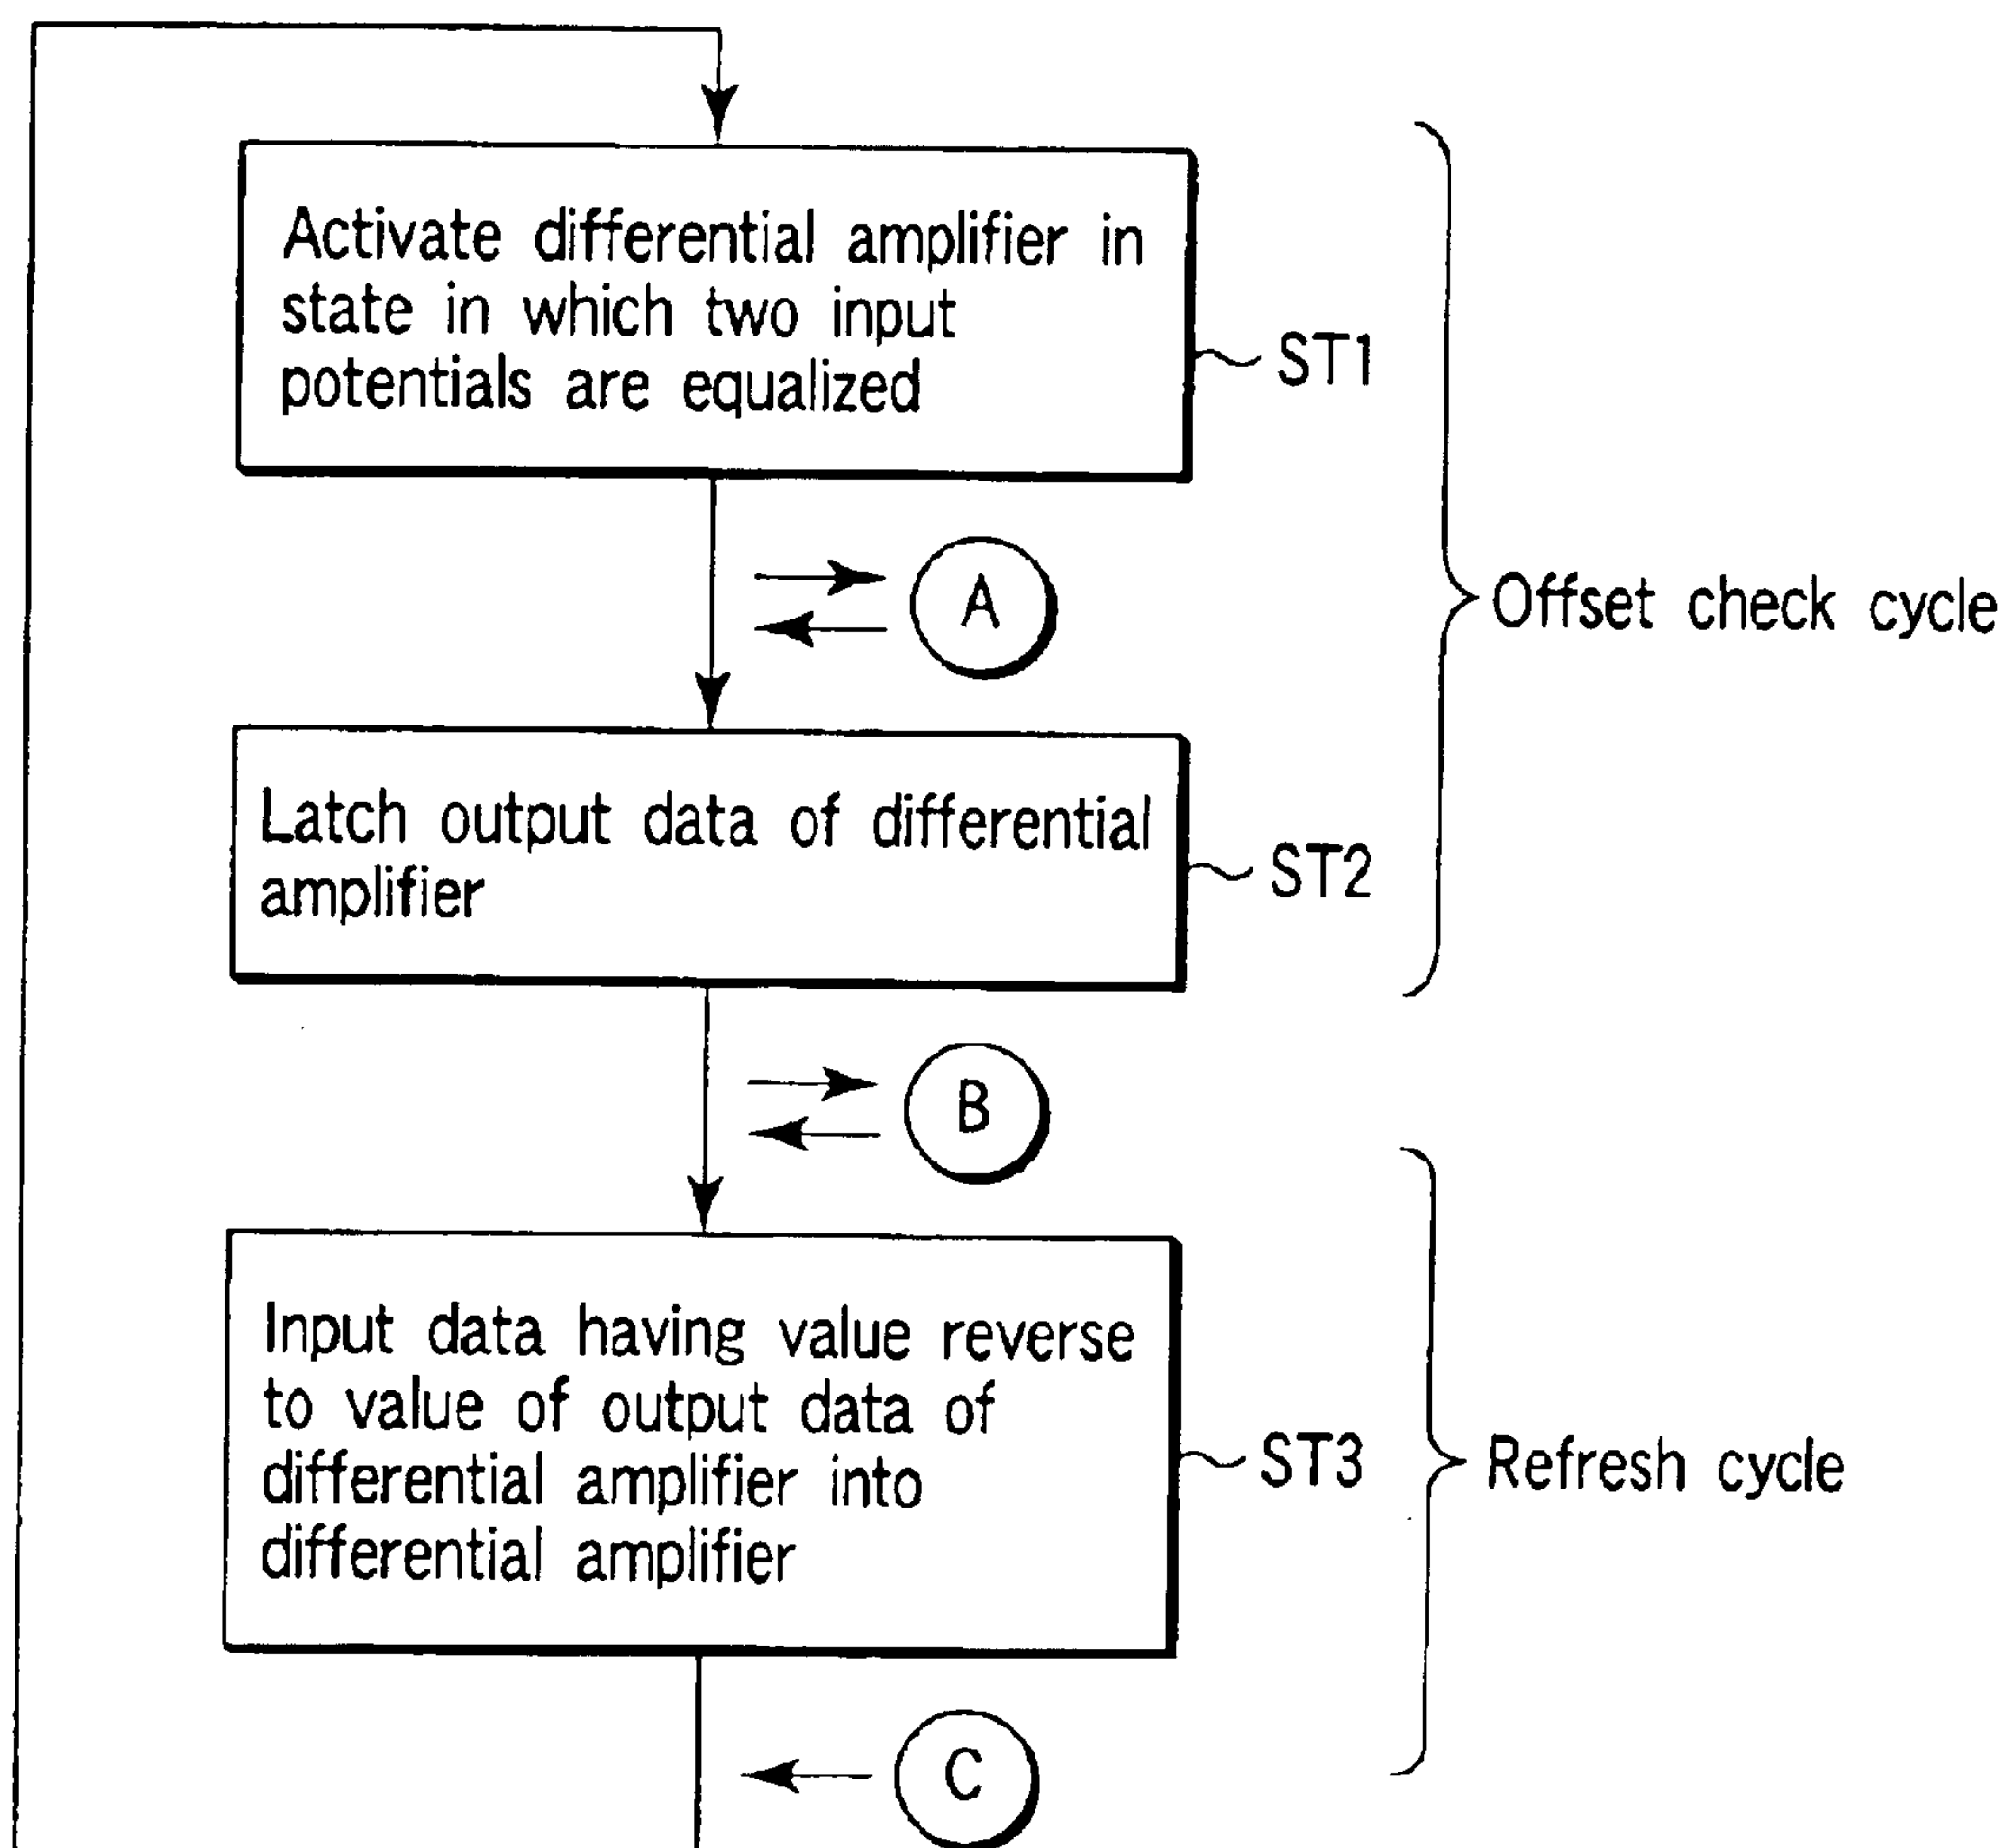 Activate differential amplifier in
state in which two input
potentials are equalized
ST1
A
Offset check cycle
Latch output data of differential
amplifier
ST2
B
Input data having value reverse
to value of output data of
differential amplifier into
differential amplifier
ST3
Refresh cycle
C